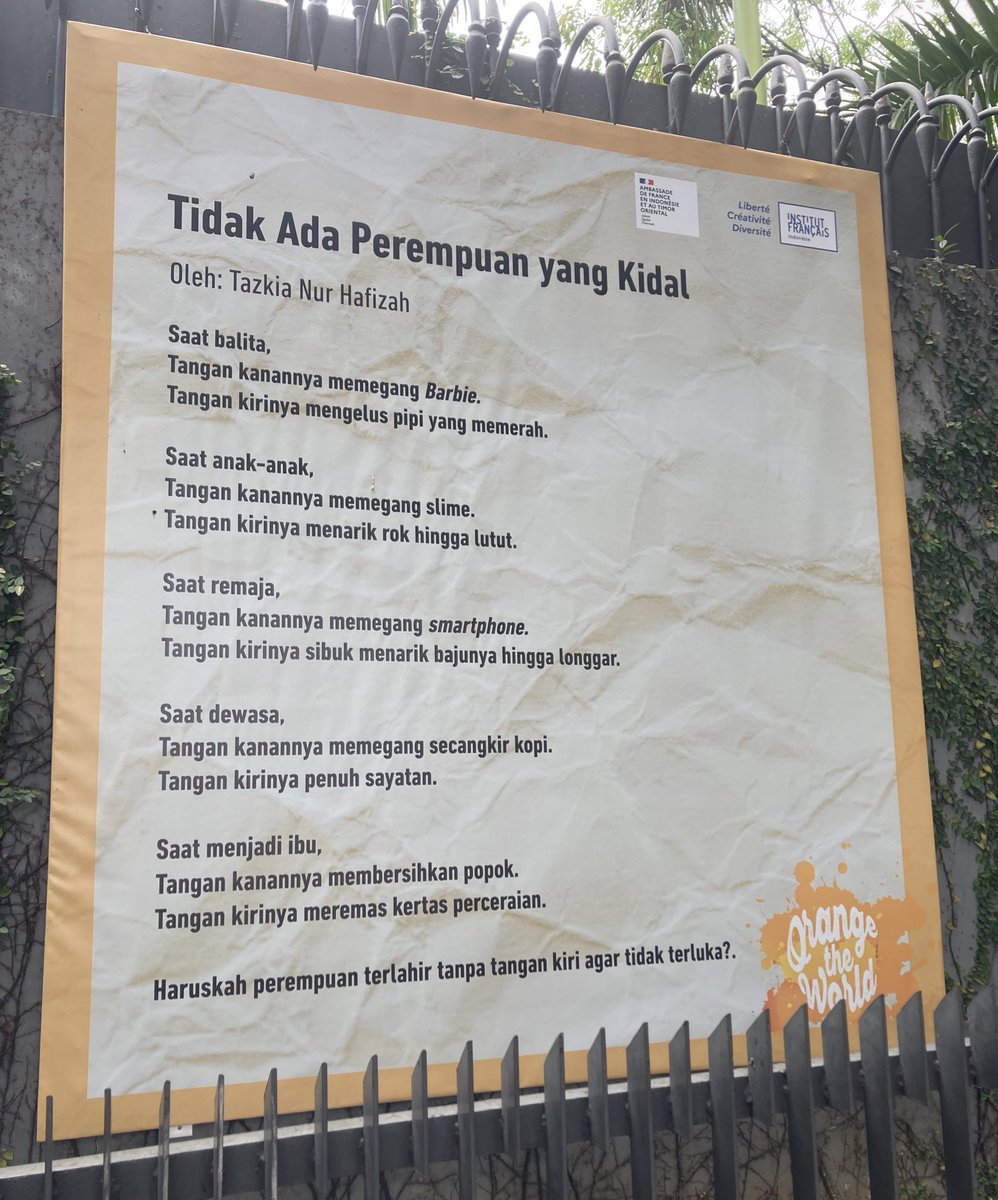 AMBASSADE
DE FRANCE
EN INDONÉSIE
ET AU TIMOR
ORIENTAL
Liberté
Créativité
Diversité
INSTITUT
FRANÇAIS
Indonésie
Tidak Ada Perempuan yang Kidal
Oleh: Tazkia Nur Hafizah
Saat balita,
Tangan kanannya memegang Barbie.
Tangan kirinya mengelus pipi yang memerah.
Saat anak-anak,
Tangan kanannya memegang slime.
Tangan kirinya menarik rok hingga lutut.
Saat remaja,
Tangan kanannya memegang smartphone.
Tangan kirinya sibuk menarik bajunya hingga longgar.
Saat dewasa,
Tangan kanannya memegang secangkir kopi.
Tangan kirinya penuh sayatan.
Saat menjadi ibu,
Tangan kanannya membersihkan popok.
Tangan kirinya meremas kertas perceraian.
Haruskah perempuan terlahir tanpa tangan kiri agar tidak terluka?.
Orange
the
World